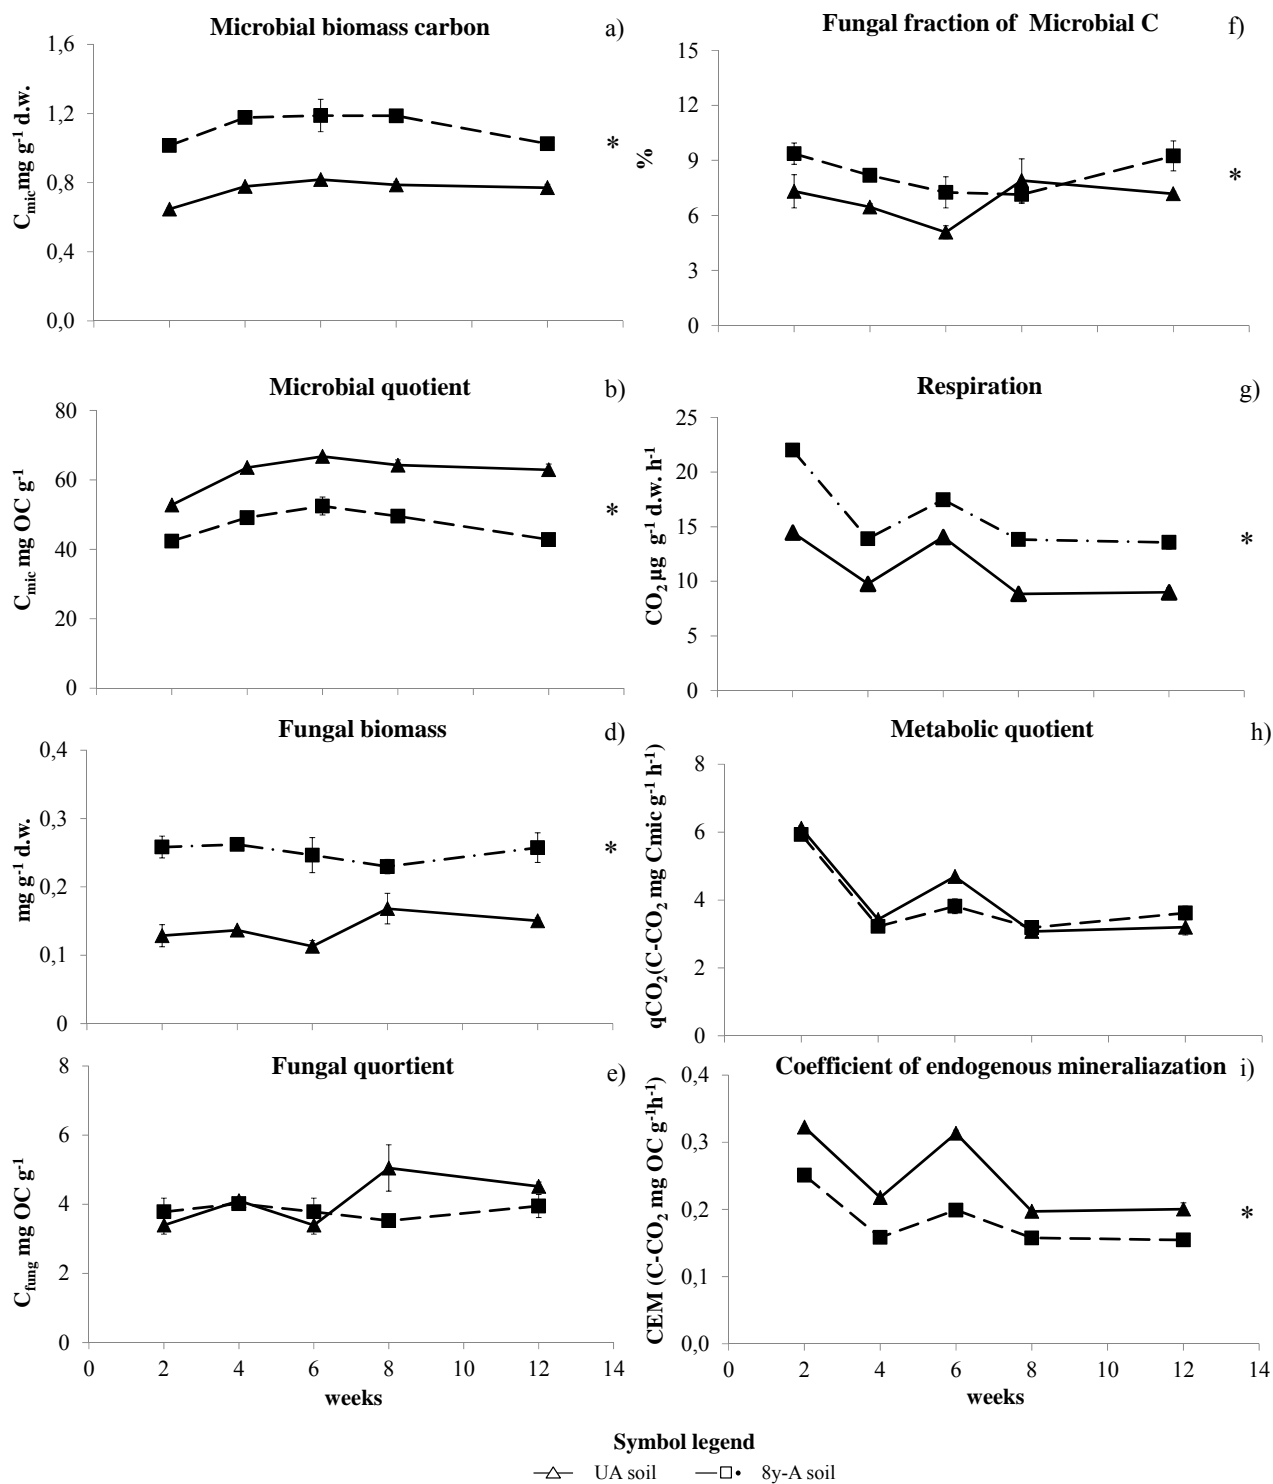 Microbial biomass carbon
a)
1,6
1,2
0,8
0,4
0,0
C_mic mg g⁻¹ d.w.
*
Microbial quotient
b)
80
60
40
20
0
C_mic mg OC g⁻¹
*
Fungal biomass
d)
0,4
0,3
0,2
0,1
0
mg g⁻¹ d.w.
*
Fungal quortient
e)
8
6
4
2
0
C_fung mg OC g⁻¹
0 2 4 6 8 10 12 14
weeks
Fungal fraction of Microbial C
f)
15
12
9
6
3
0
%
*
Respiration
g)
25
20
15
10
5
0
CO₂ µg g⁻¹ d.w. h⁻¹
*
Metabolic quotient
h)
8
6
4
2
0
qCO₂(C-CO₂ mg Cmic g⁻¹ h⁻¹)
Coefficient of endogenous mineraliazation
i)
0,4
0,3
0,2
0,1
0,0
CEM (C-CO₂ mg OC g⁻¹h⁻¹)
*
0 2 4 6 8 10 12 14
weeks
Symbol legend
UA soil
8y-A soil